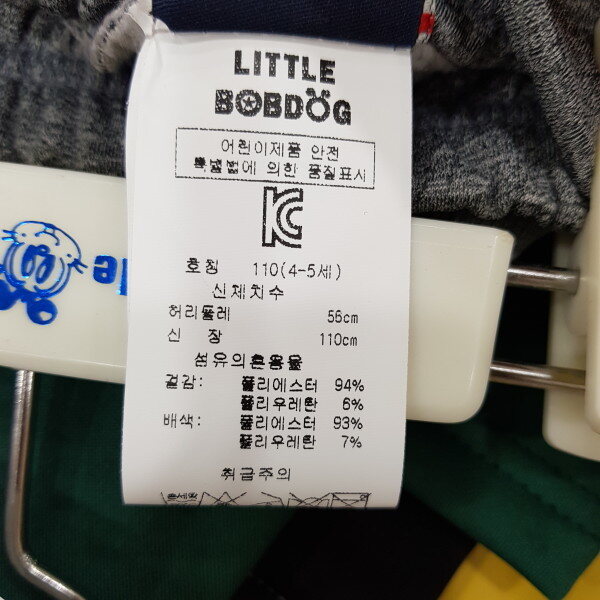 LITTLE
BOBDOG
어린이제품 안전
특별법에 의한 품질표시
KC
호칭 110(4-5세)
신체치수
허리둘레 56cm
신 장 110cm
섬유의혼용율
겉감: 폴리에스터 94%
폴리우레탄 6%
배색: 폴리에스터 93%
폴리우레탄 7%
취급주의